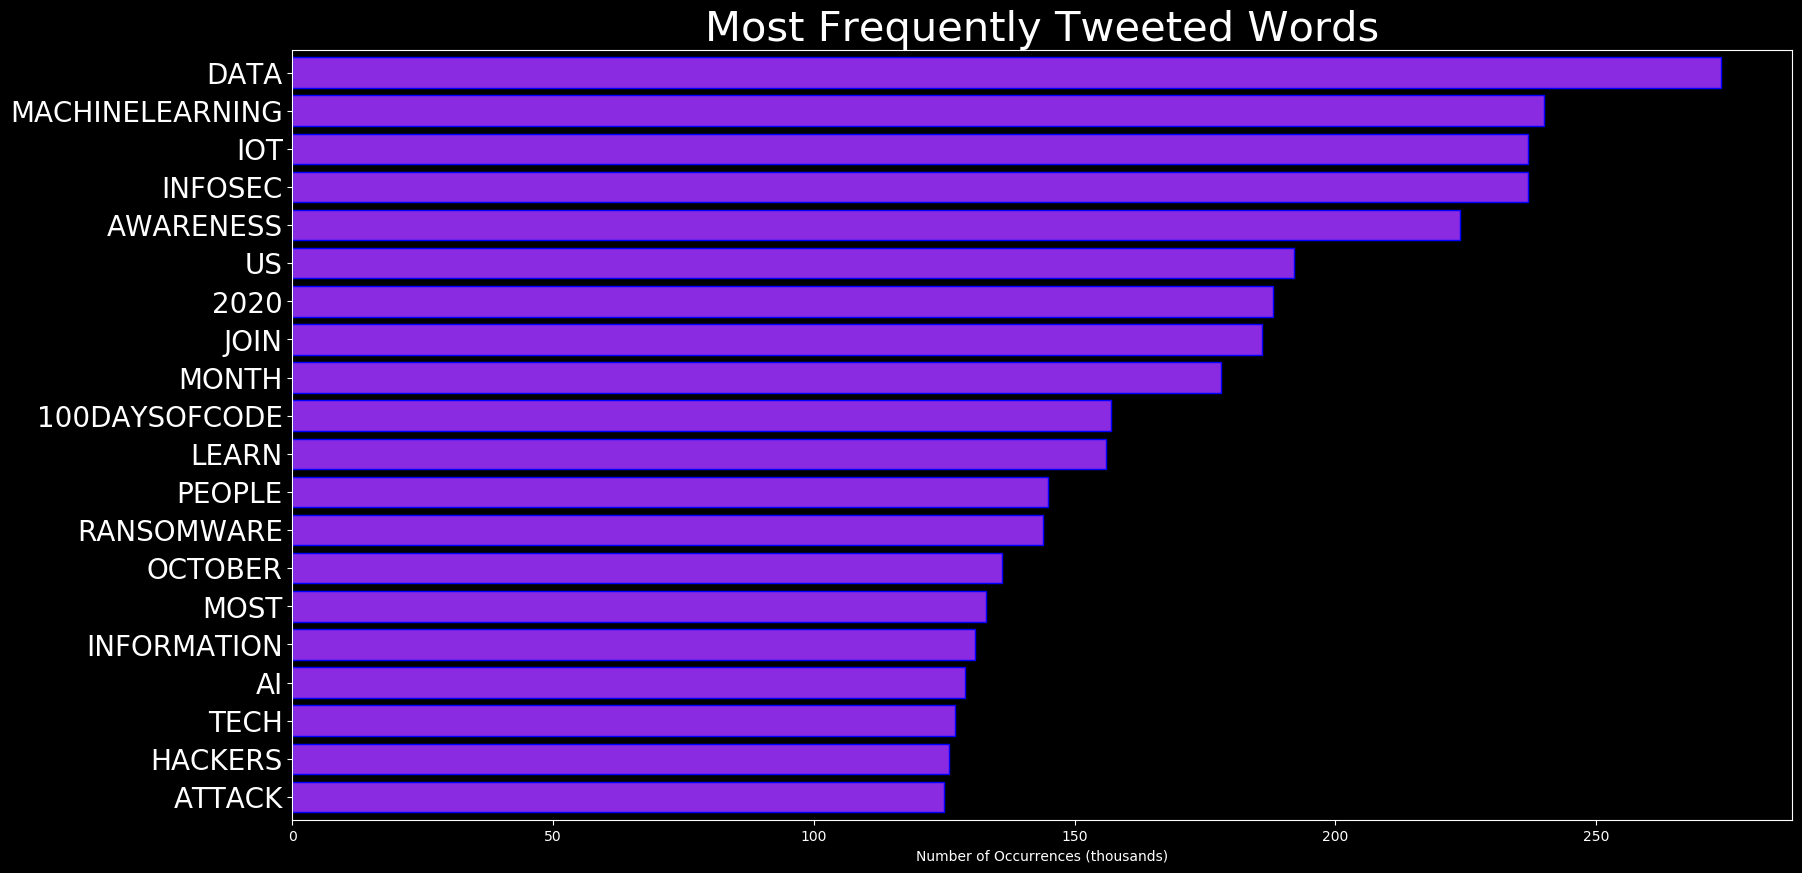 Most Frequently Tweeted Words
DATA
MACHINELEARNING
IOT
INFOSEC
AWARENESS
US
2020
JOIN
MONTH
100DAYSOFCODE
LEARN
PEOPLE
RANSOMWARE
OCTOBER
MOST
INFORMATION
AI
TECH
HACKERS
ATTACK
0 50 100 150 200 250
Number of Occurrences (thousands)